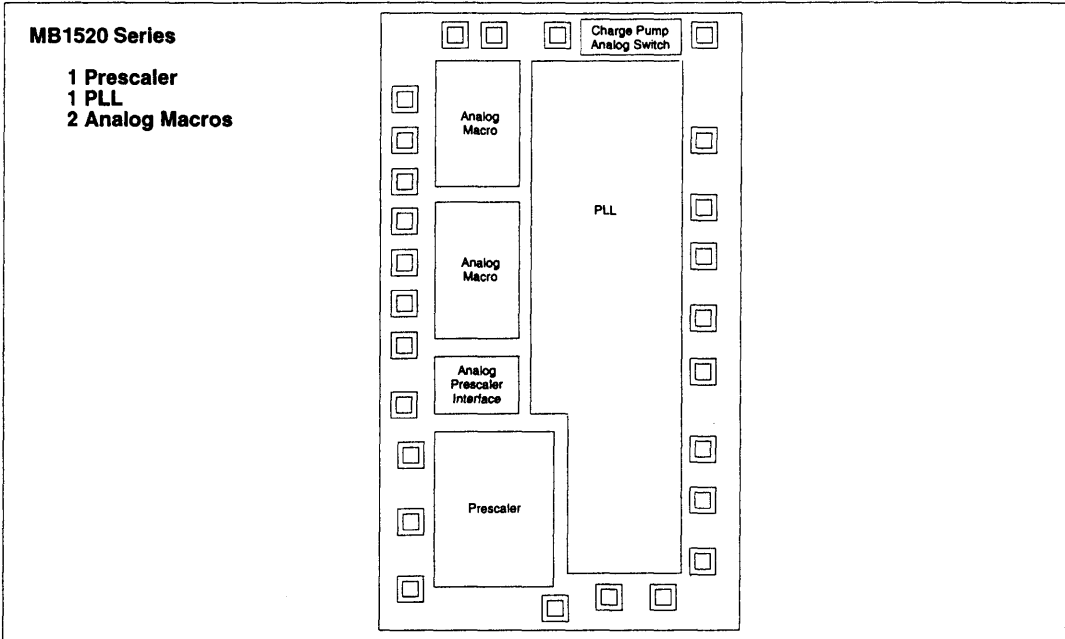 MB1520 Series
1 Prescaler
1 PLL
2 Analog Macros
Charge Pump
Analog Switch
Analog
Macro
PLL
Analog
Macro
Analog
Prescaler
Interface
Prescaler